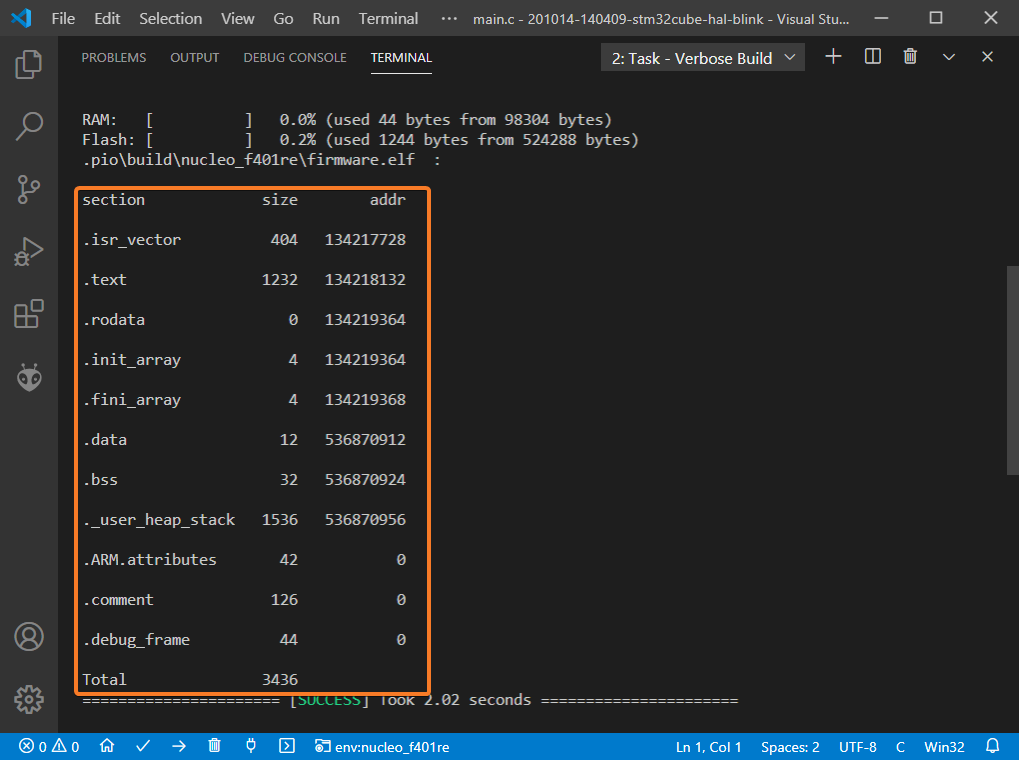 File Edit Selection View Go Run Terminal ··· main.c - 201014-140409-stm32cube-hal-blink - Visual Stu...
PROBLEMS OUTPUT DEBUG CONSOLE TERMINAL 2: Task - Verbose Build
RAM: [ ] 0.0% (used 44 bytes from 98304 bytes)
Flash: [ ] 0.2% (used 1244 bytes from 524288 bytes)
.pio\build\nucleo_f401re\firmware.elf :
section size addr
.isr_vector 404 134217728
.text 1232 134218132
.rodata 0 134219364
.init_array 4 134219364
.fini_array 4 134219368
.data 12 536870912
.bss 32 536870924
._user_heap_stack 1536 536870956
.ARM.attributes 42 0
.comment 126 0
.debug_frame 44 0
Total 3436
====================== [SUCCESS] Took 2.02 seconds ======================
0 0 env:nucleo_f401re Ln 1, Col 1 Spaces: 2 UTF-8 C Win32